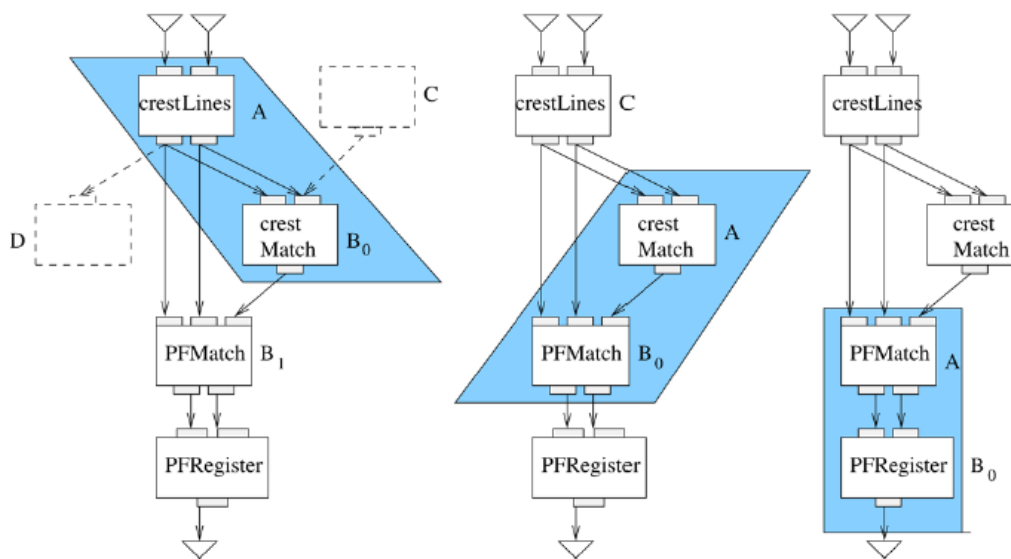 crestLines
A
C
D
crest
Match
B0
PFMatch
B1
PFRegister
crestLines
C
crest
Match
A
PFMatch
B0
PFRegister
crestLines
crest
Match
PFMatch
A
PFRegister
B0